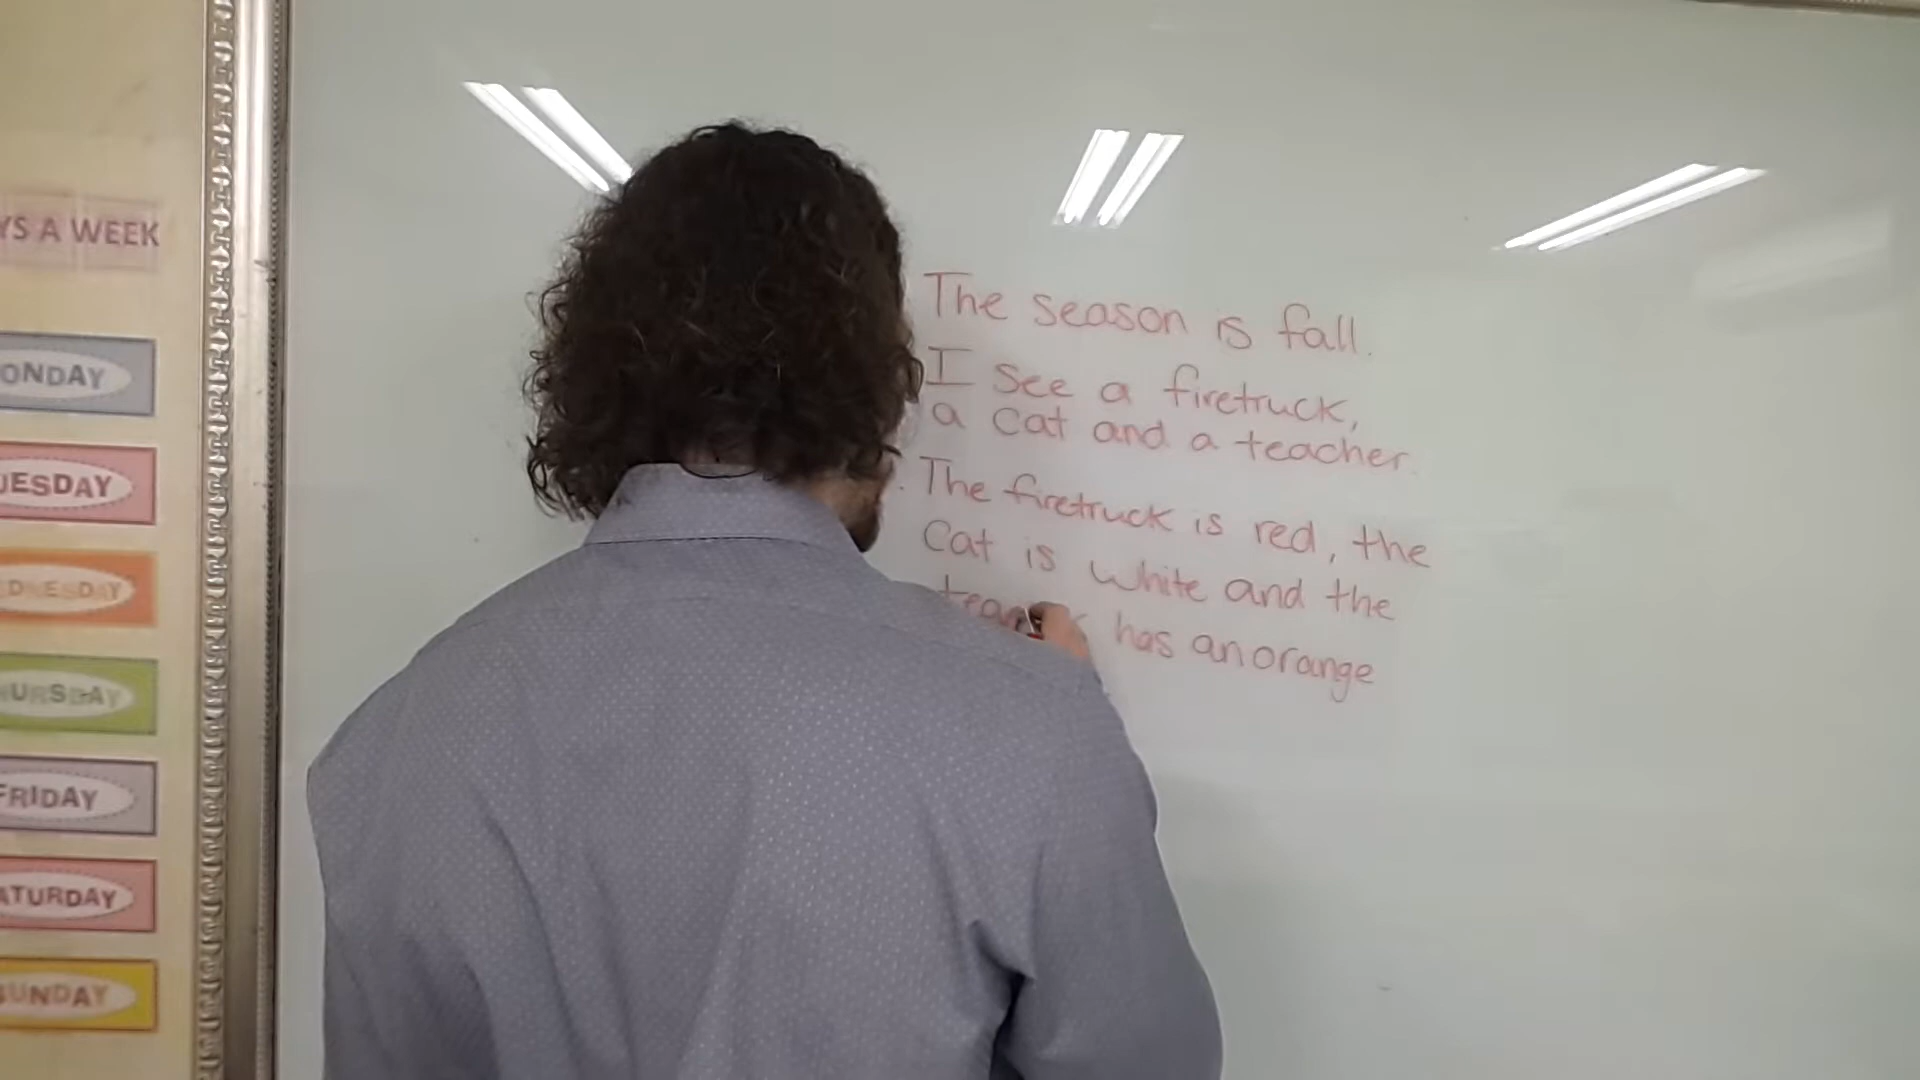 YS A WEEK
ONDAY
UESDAY
DNESDAY
HURSDAY
FRIDAY
ATURDAY
SUNDAY
The season is fall.
I see a firetruck,
a cat and a teacher.
The firetruck is red, the
Cat is white and the
has an orange